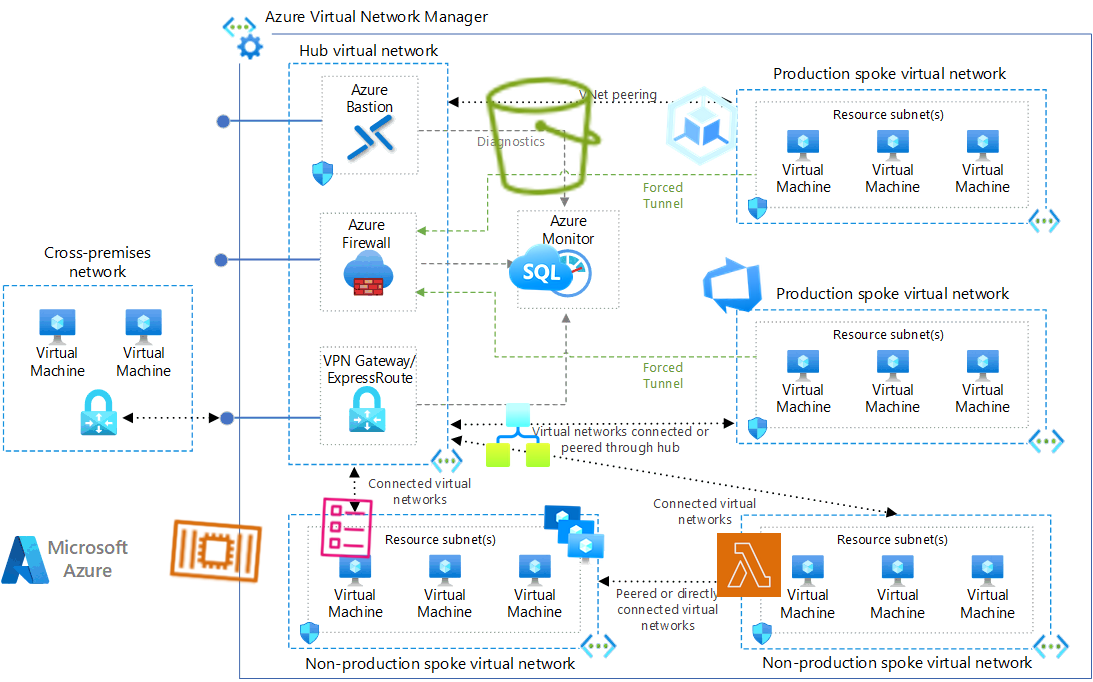 Azure Virtual Network Manager
Hub virtual network
Azure
Bastion
VNet peering
Diagnostics
Production spoke virtual network
Resource subnet(s)
Virtual
Machine
Virtual
Machine
Virtual
Machine
Forced
Tunnel
Azure
Firewall
Azure
Monitor
SQL
Cross-premises
network
Virtual
Machine
Virtual
Machine
Production spoke virtual network
Resource subnet(s)
Virtual
Machine
Virtual
Machine
Virtual
Machine
Forced
Tunnel
VPN Gateway/
ExpressRoute
Virtual networks connected or
peered through hub
Connected virtual
networks
Connected virtual
networks
Microsoft
Azure
Resource subnet(s)
Virtual
Machine
Virtual
Machine
Virtual
Machine
Non-production spoke virtual network
Peered or directly
connected virtual
networks
Resource subnet(s)
Virtual
Machine
Virtual
Machine
Virtual
Machine
Non-production spoke virtual network